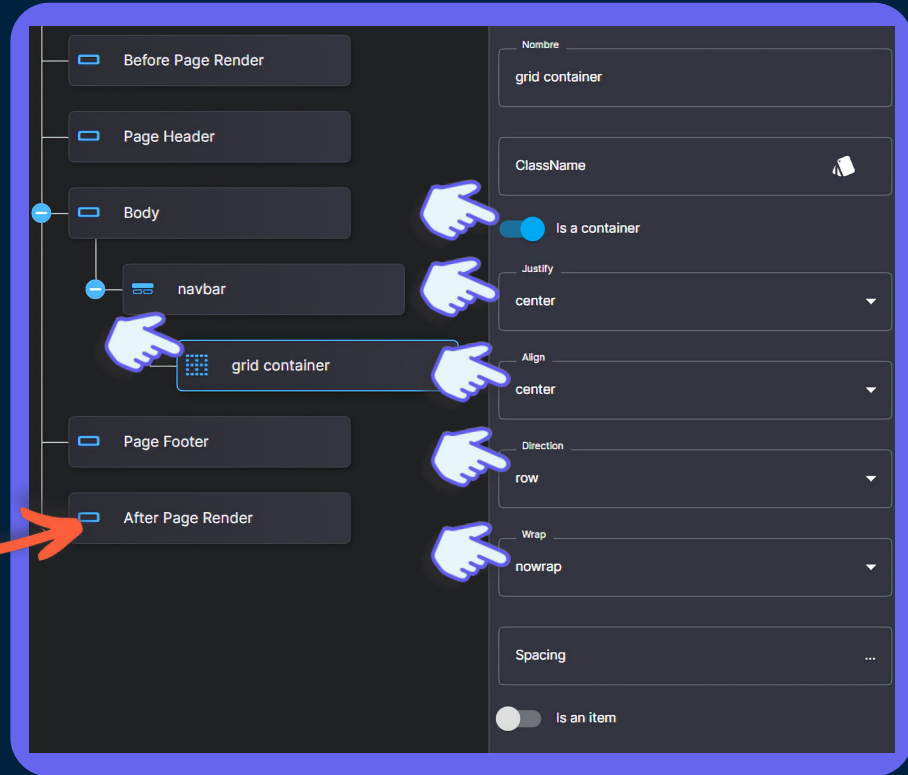 Before Page Render
Page Header
Body
navbar
grid container
Page Footer
After Page Render
Nombre
grid container
ClassName
Is a container
Justify
center
Align
center
Direction
row
Wrap
nowrap
Spacing
...
Is an item